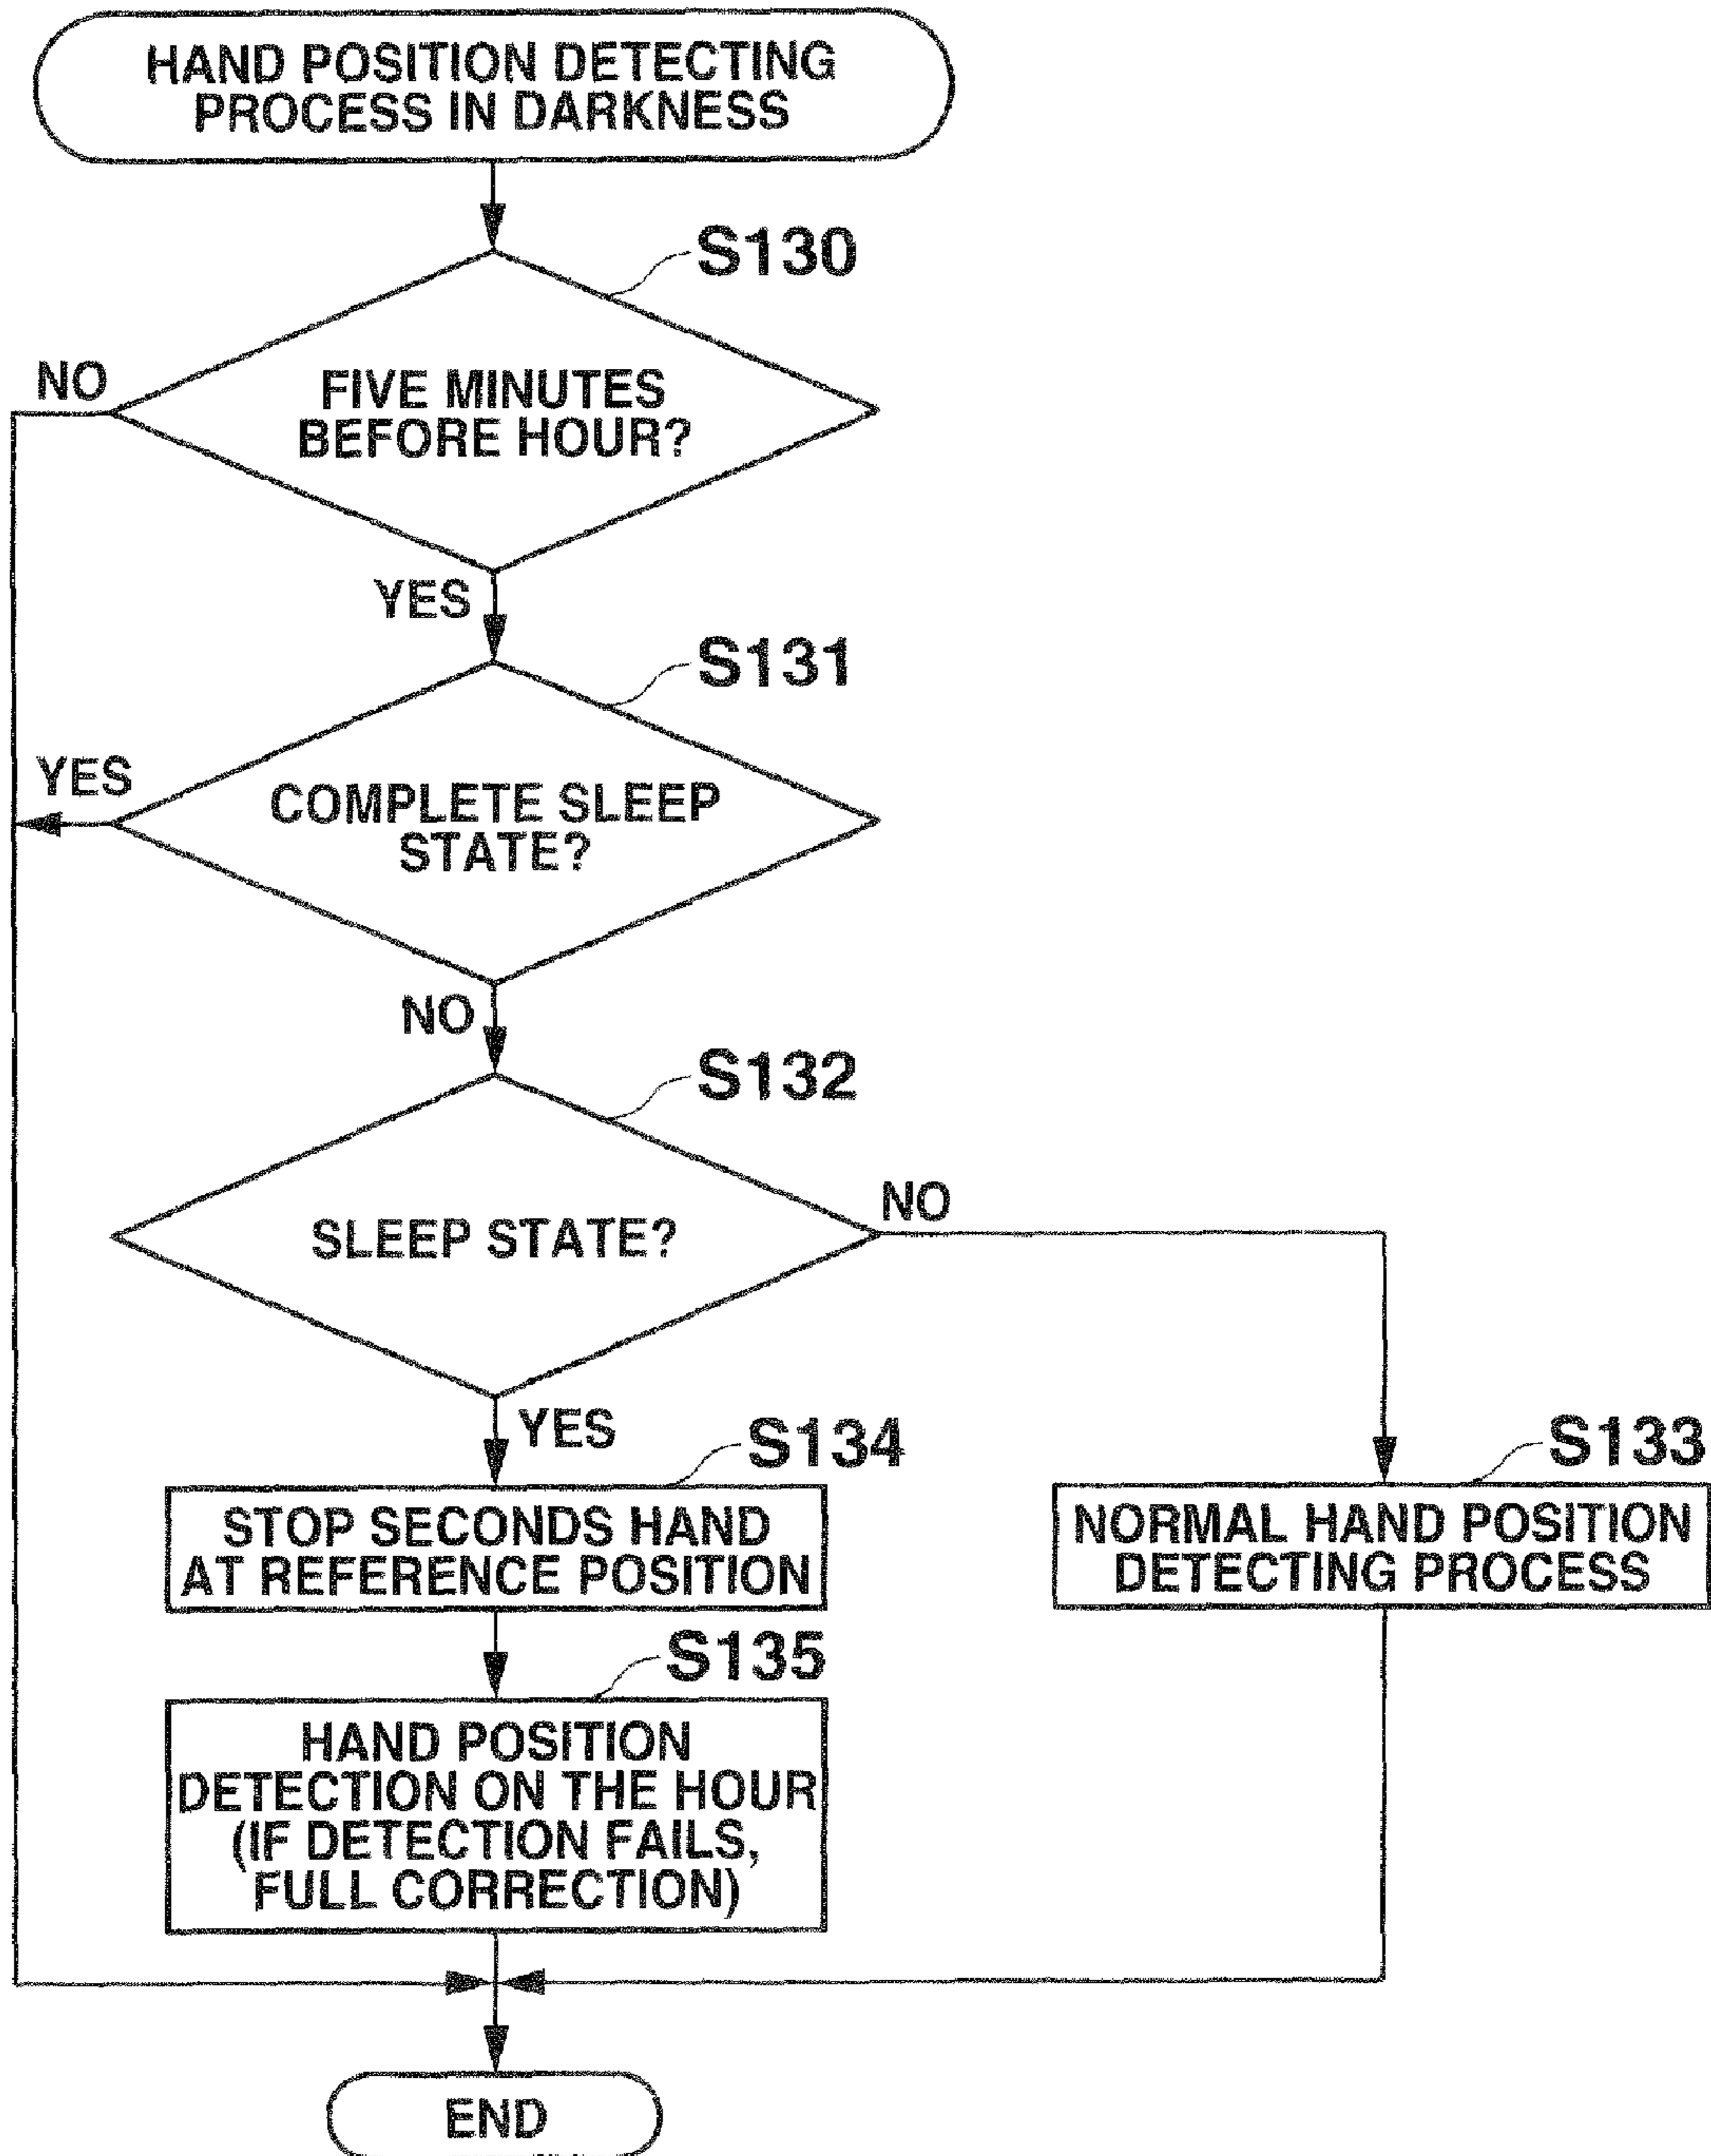 HAND POSITION DETECTING
PROCESS IN DARKNESS
S130
NO
FIVE MINUTES
BEFORE HOUR?
YES
S131
YES
COMPLETE SLEEP
STATE?
NO
S132
NO
SLEEP STATE?
YES
S134
S133
STOP SECONDS HAND
AT REFERENCE POSITION
NORMAL HAND POSITION
DETECTING PROCESS
S135
HAND POSITION
DETECTION ON THE HOUR
(IF DETECTION FAILS,
FULL CORRECTION)
END